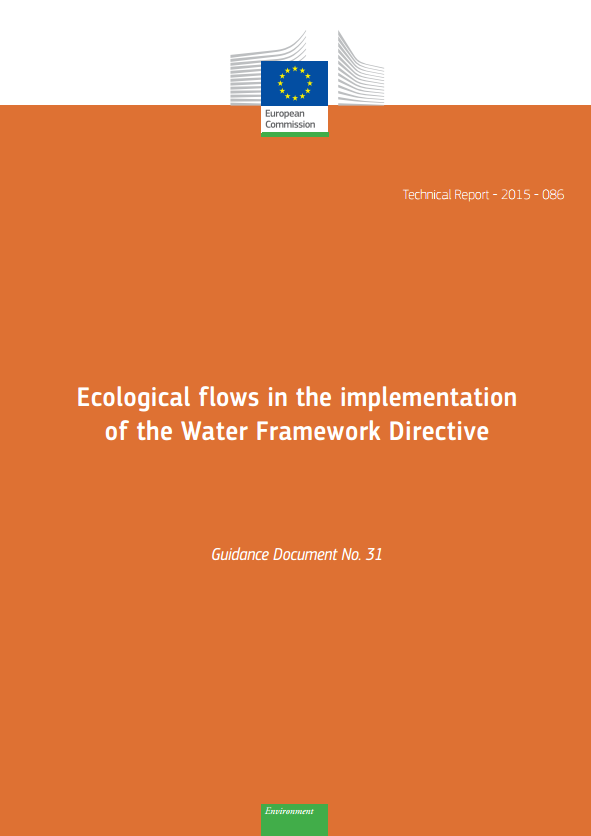 European
Commission
Technical Report - 2015 - 086
Ecological flows in the implementation
of the Water Framework Directive
Guidance Document No. 31
Environment